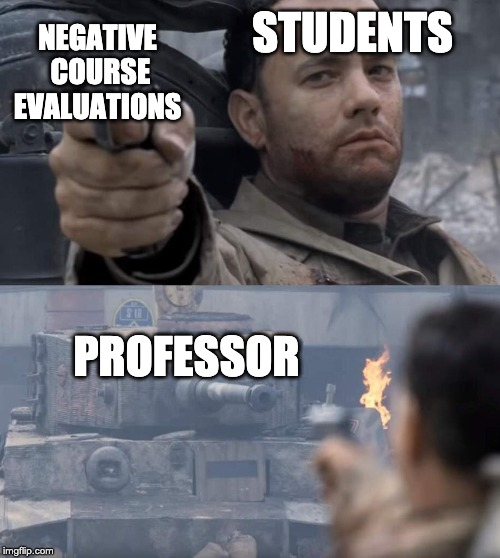 STUDENTS
NEGATIVE
COURSE
EVALUATIONS
PROFESSOR
imgflip.com